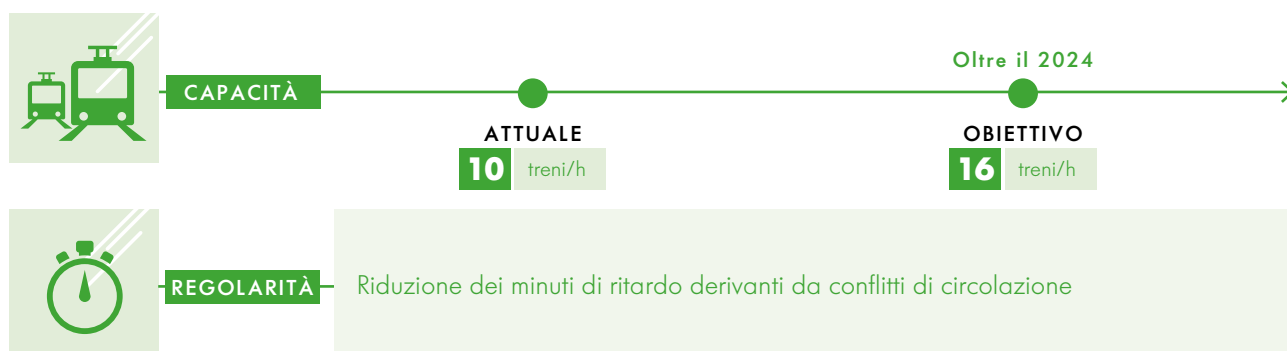 Oltre il 2024
CAPACITÀ
ATTUALE
OBIETTIVO
10 treni/h
16 treni/h
REGOLARITÀ
Riduzione dei minuti di ritardo derivanti da conflitti di circolazione